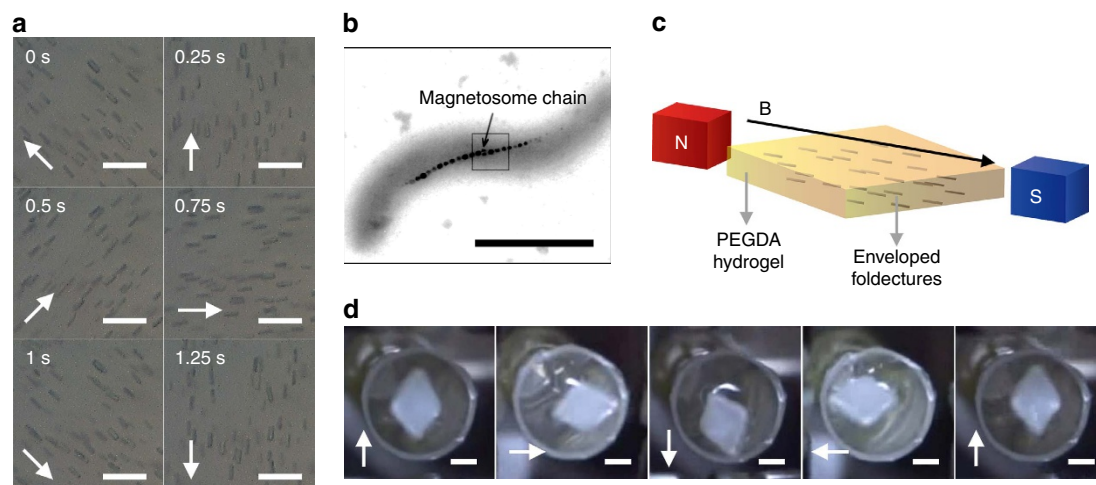 a
0 s
0.25 s
0.5 s
0.75 s
1 s
1.25 s
b
Magnetosome chain
c
N
B
S
PEGDA
hydrogel
Enveloped
foldectures
d